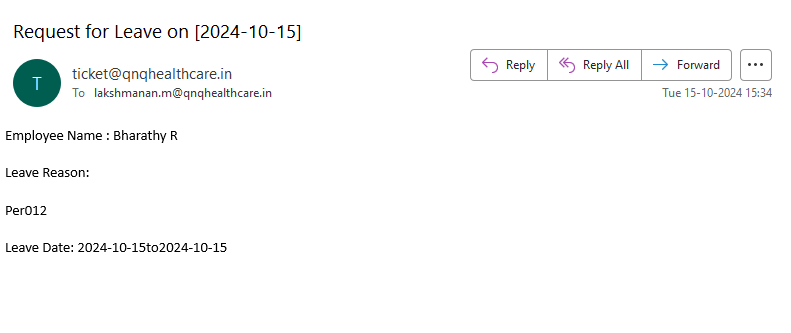 Request for Leave on [2024-10-15]
T
ticket@qnqhealthcare.in
To lakshmanan.m@qnqhealthcare.in
Reply
Reply All
Forward
Tue 15-10-2024 15:34
Employee Name : Bharathy R
Leave Reason:
Per012
Leave Date: 2024-10-15to2024-10-15